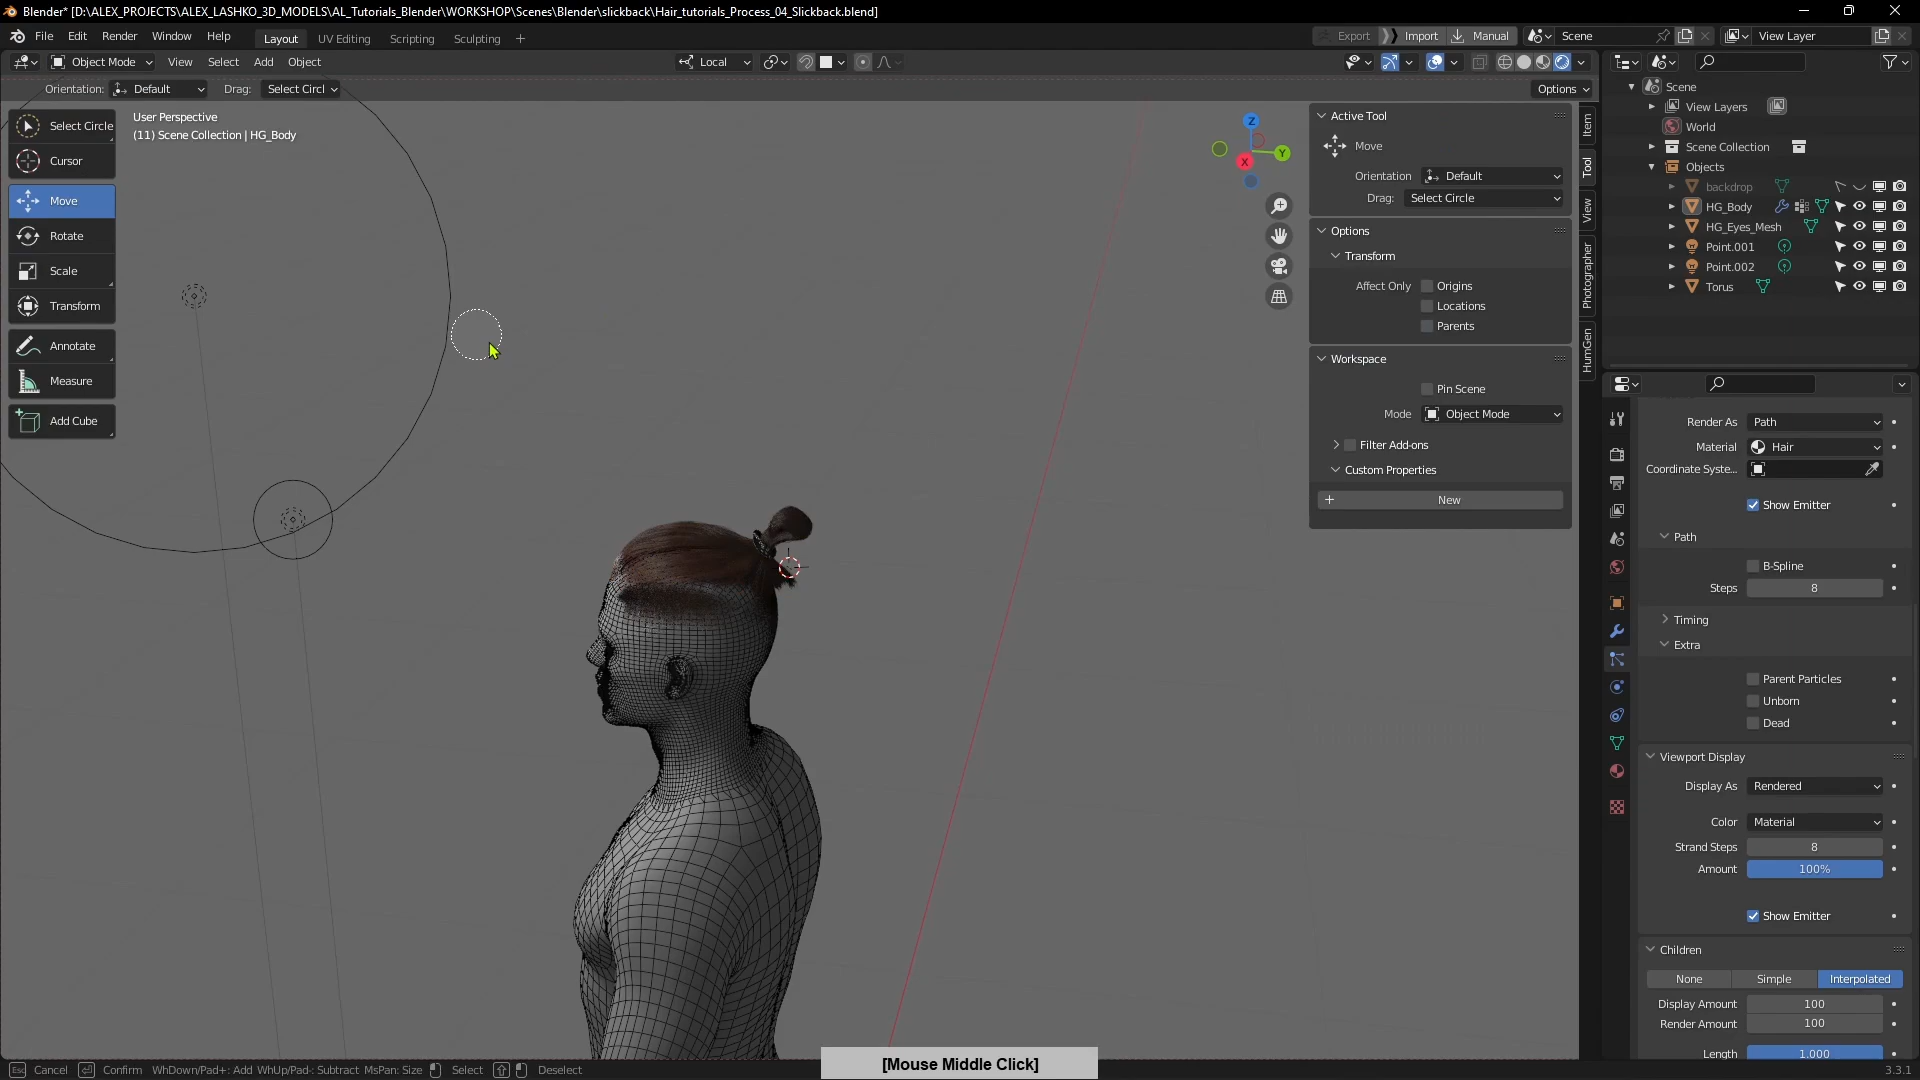 Blender* [D:\ALEX_PROJECTS\ALEX_LASHKO_3D_MODELS\AL_Tutorials_Blender\WORKSHOP\Scenes\Blender\slickback\Hair_tutorials_Process_04_Slickback.blend]
File Edit Render Window Help Layout UV Editing Scripting Sculpting + Export Import Manual Scene View Layer
Object Mode View Select Add Object Local
Orientation: Default Drag: Select Circl Options
User Perspective
(11) Scene Collection | HG_Body
Select Circle
Cursor
Move
Rotate
Scale
Transform
Annotate
Measure
Add Cube
Z
Y
X
Active Tool
Move
Orientation Default
Drag: Select Circle
Options
Transform
Affect Only Origins
Locations
Parents
Workspace
Pin Scene
Mode Object Mode
Filter Add-ons
Custom Properties
+ New
Item
Tool
View
Photographer
HumGen
Scene
View Layers
World
Scene Collection
Objects
backdrop
HG_Body
HG_Eyes_Mesh
Point.001
Point.002
Torus
Render As Path
Material Hair
Coordinate Syste...
Show Emitter
Path
B-Spline
Steps 8
Timing
Extra
Parent Particles
Unborn
Dead
Viewport Display
Display As Rendered
Color Material
Strand Steps 8
Amount 100%
Show Emitter
Children
None Simple Interpolated
Display Amount 100
Render Amount 100
Length 1.000
[Mouse Middle Click]
Esc Cancel Confirm WhDown/Pad+: Add WhUp/Pad-: Subtract MsPan: Size Select Deselect 3.3.1